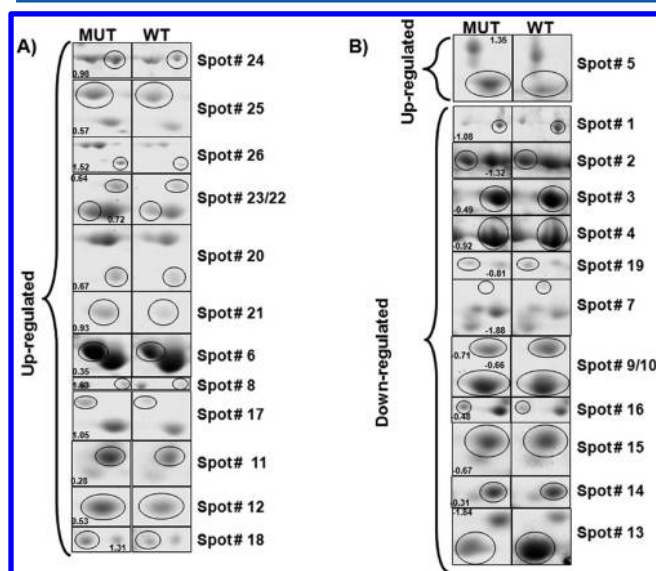 A)
MUT WT
Up-regulated
0.98
Spot# 24
0.57
Spot# 25
1.52
Spot# 26
0.64
0.72
Spot# 23/22
0.67
Spot# 20
0.93
Spot# 21
0.35
Spot# 6
Spot# 8
1.05
Spot# 17
0.28
Spot# 11
0.53
Spot# 12
1.31
Spot# 18
B)
MUT WT
Up-regulated
1.35
Spot# 5
Down-regulated
-1.08
Spot# 1
-1.32
Spot# 2
-0.49
Spot# 3
-0.92
Spot# 4
-0.81
Spot# 19
-1.88
Spot# 7
-0.71
-0.66
Spot# 9/10
-0.48
Spot# 16
-0.67
Spot# 15
-0.31
Spot# 14
-1.84
Spot# 13